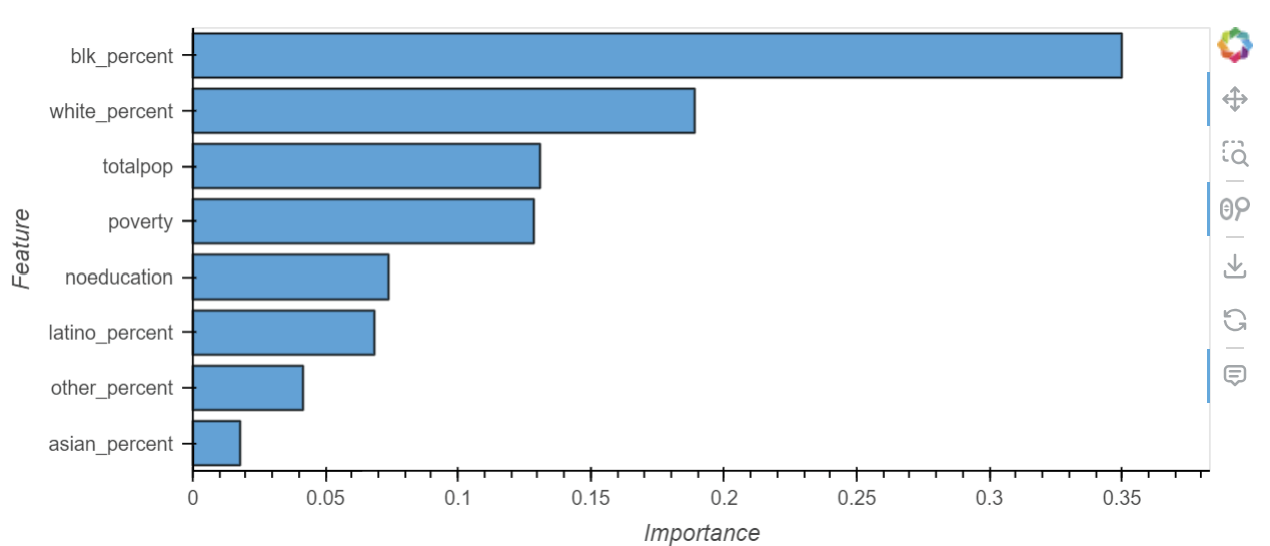 blk_percent
white_percent
totalpop
poverty
noeducation
latino_percent
other_percent
asian_percent
Feature
0 0.05 0.1 0.15 0.2 0.25 0.3 0.35
Importance